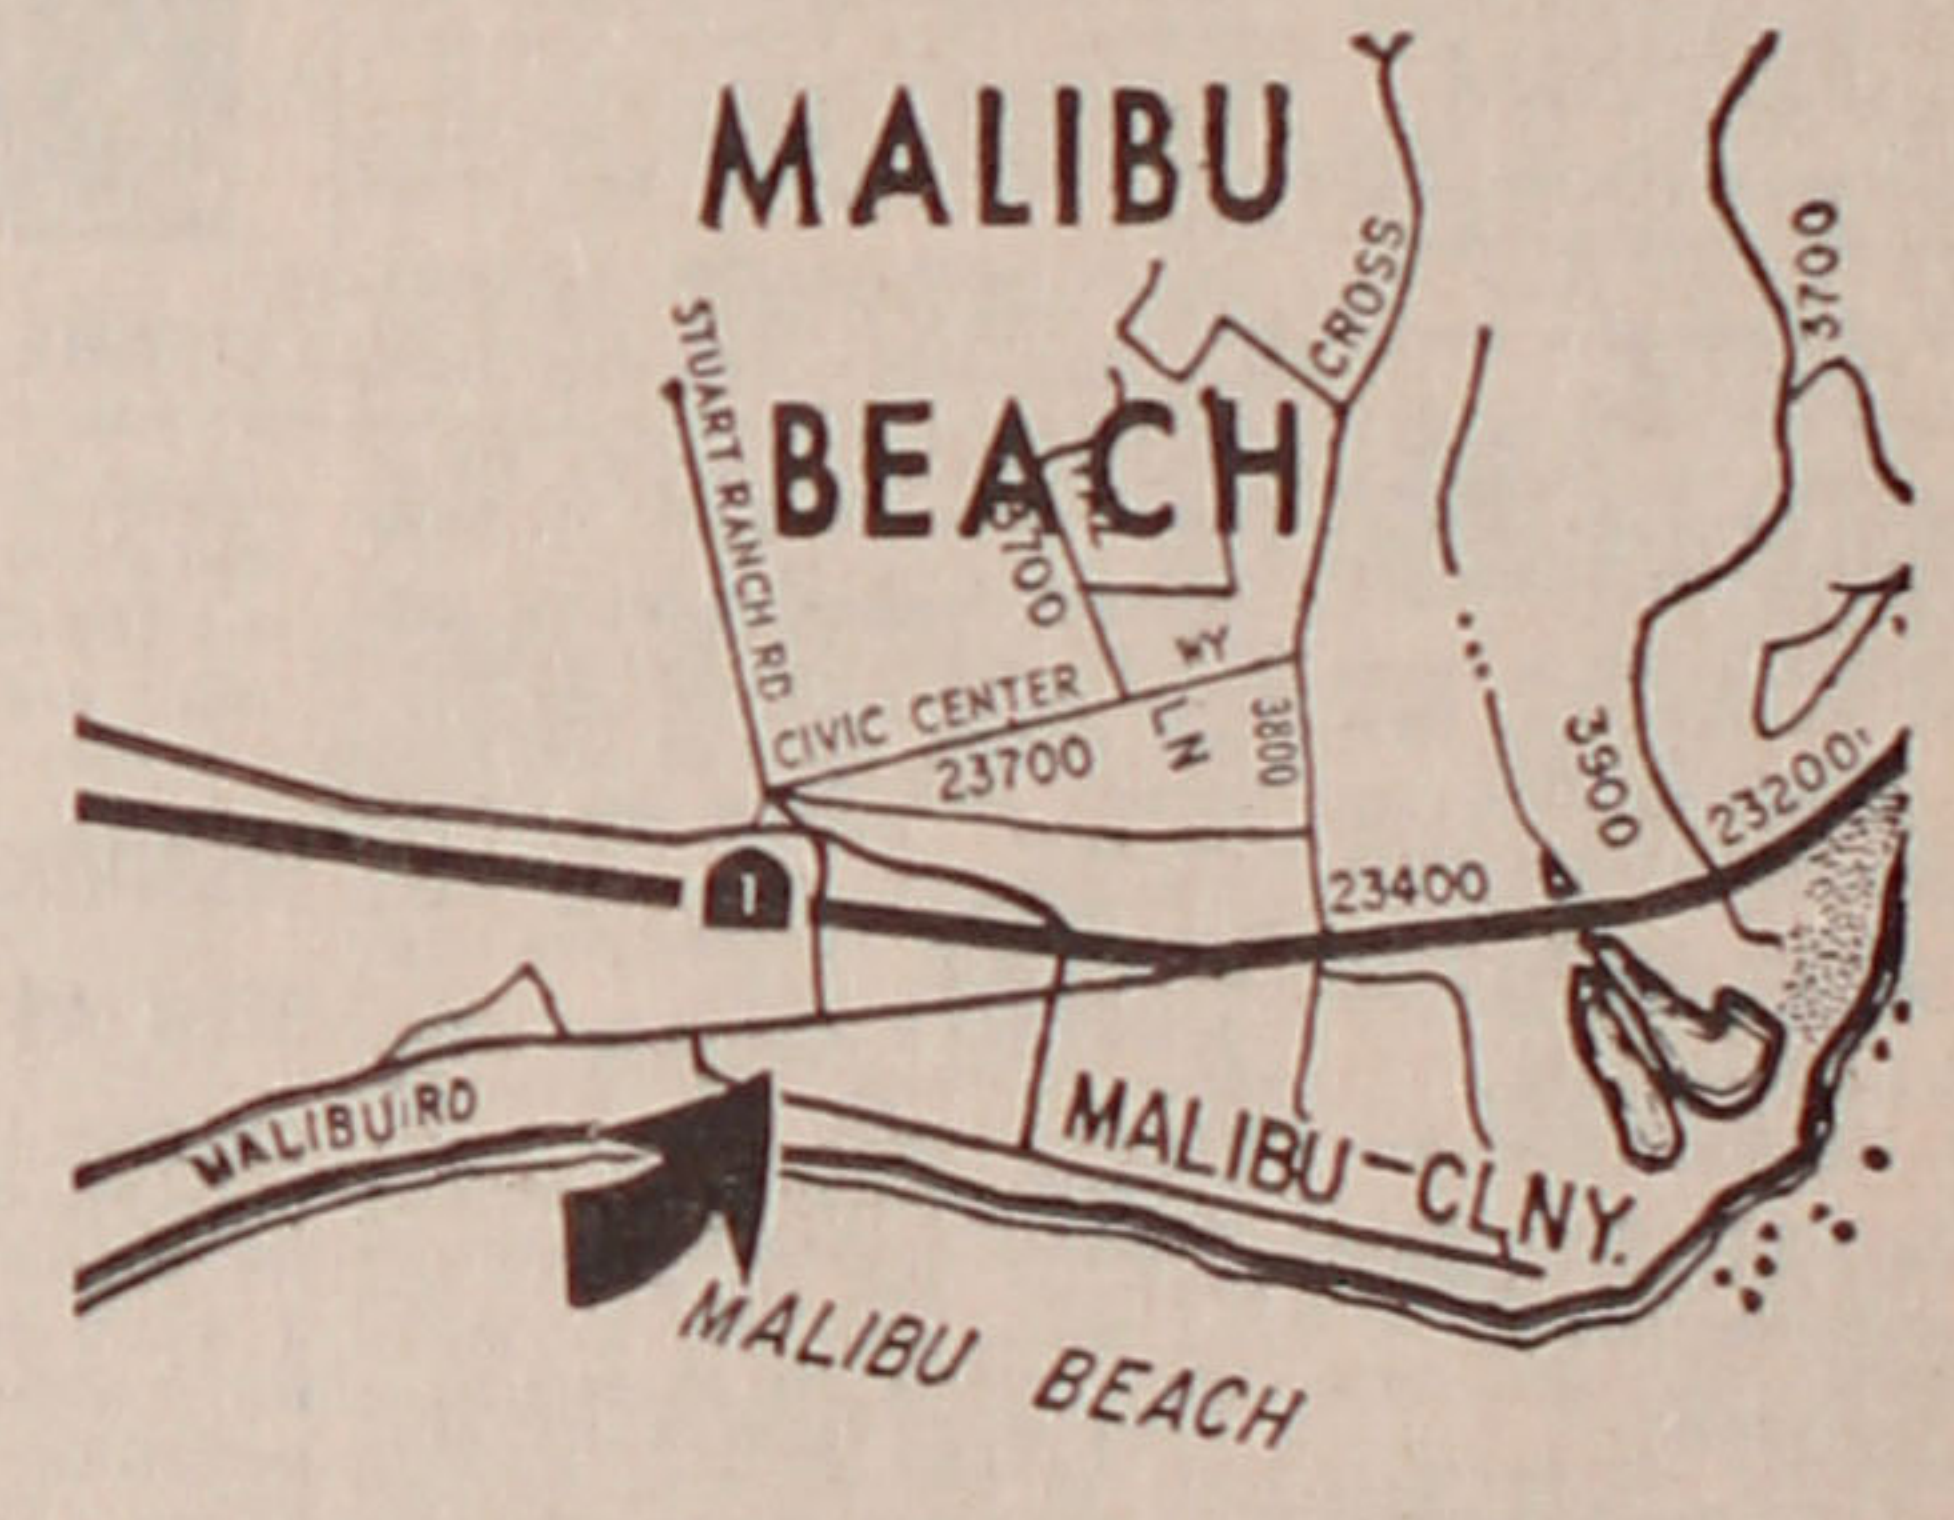 MALIBU
BEACH
CROSS
3700
STUART RANCH RD
3700
CIVIC CENTER WY
23700
LN
3800
3900
23200
23400
1
MALIBU RD
MALIBU-CLNY.
MALIBU BEACH